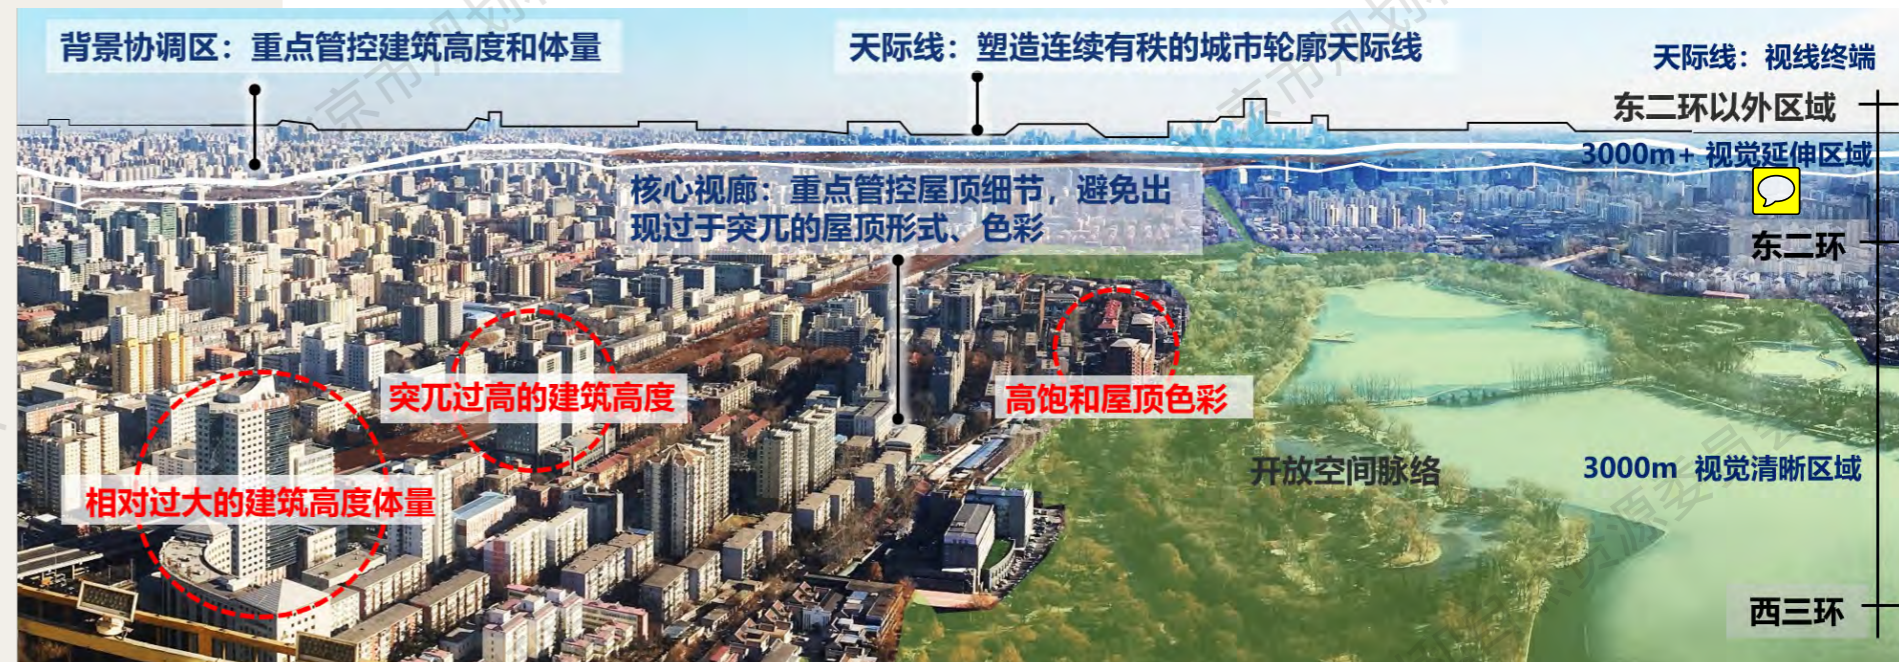 背景协调区：重点管控建筑高度和体量
天际线：塑造连续有秩的城市轮廓天际线
天际线：视线终端
东二环以外区域
3000m+ 视觉延伸区域
核心视廊：重点管控屋顶细节，避免出
现过于突兀的屋顶形式、色彩
东二环
突兀过高的建筑高度
高饱和屋顶色彩
开放空间脉络
3000m 视觉清晰区域
相对过大的建筑高度体量
西三环